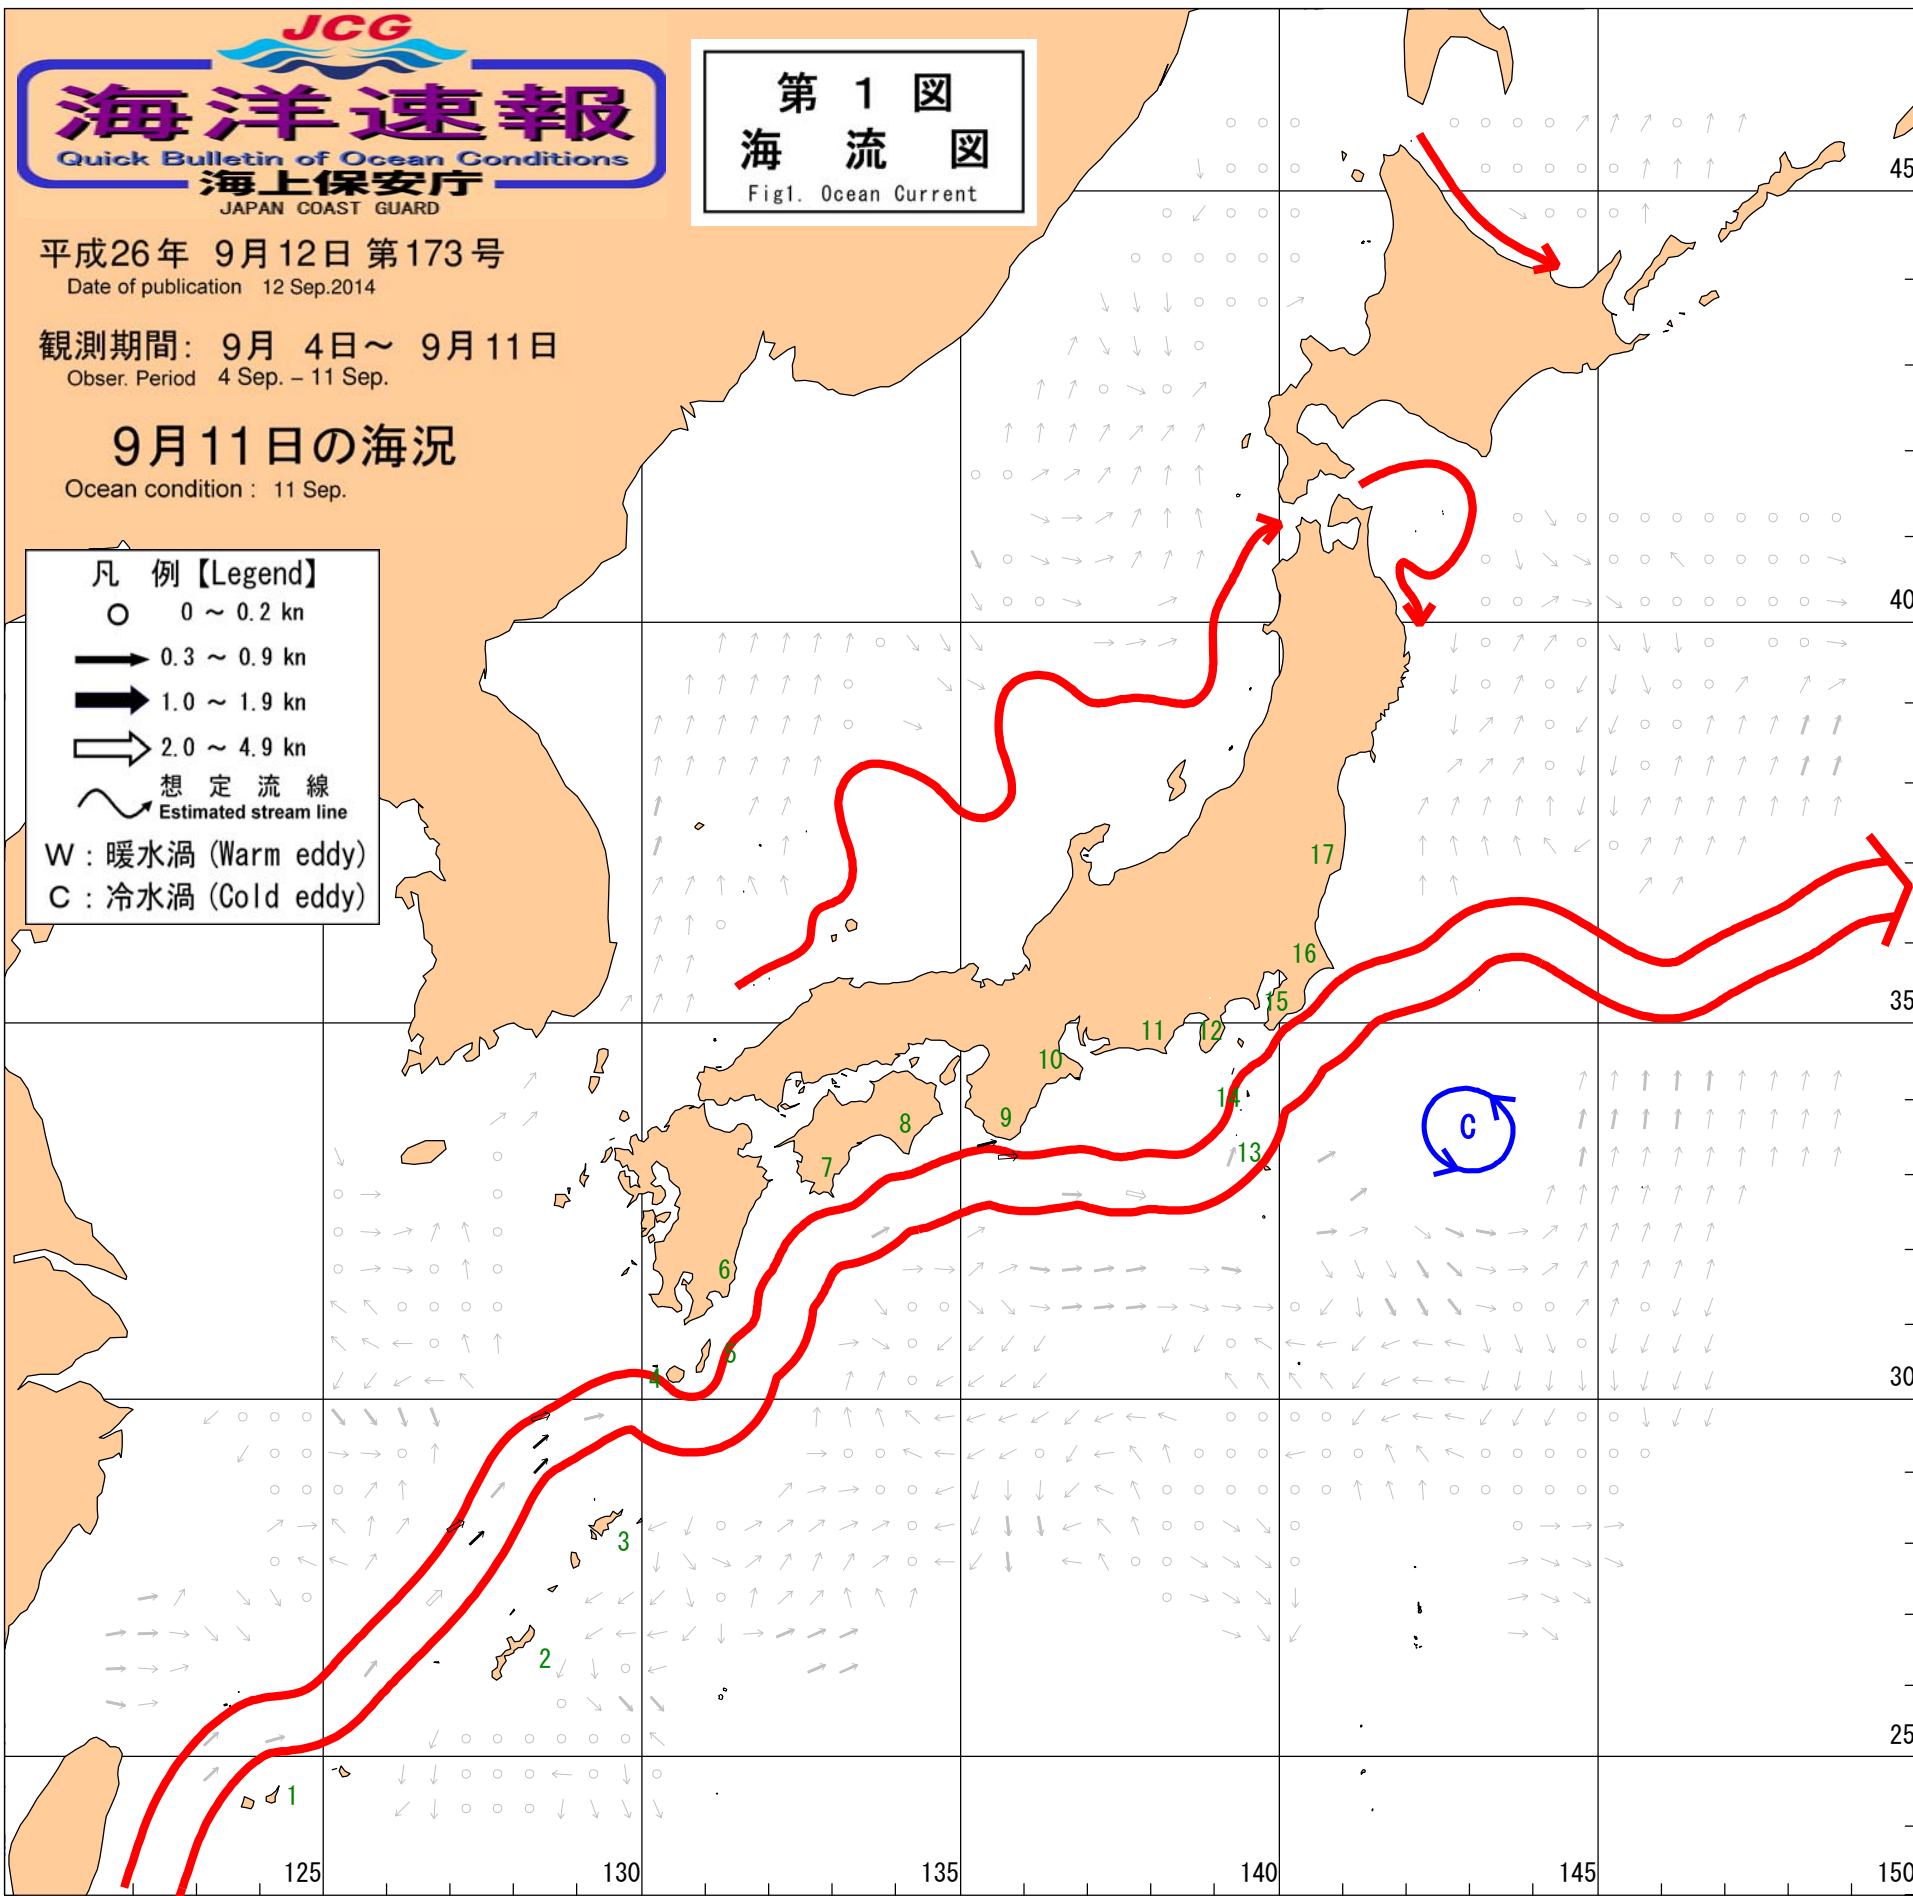 JCG
海洋速報
Quick Bulletin of Ocean Conditions
海上保安庁
JAPAN COAST GUARD
第 1 図
海 流 図
Fig1. Ocean Current
平成26年 9月12日 第173号
Date of publication 12 Sep.2014
観測期間: 9月 4日～ 9月11日
Obser. Period 4 Sep. – 11 Sep.
9月11日の海況
Ocean condition : 11 Sep.
凡 例【Legend】
0 ～ 0.2 kn
0.3 ～ 0.9 kn
1.0 ～ 1.9 kn
2.0 ～ 4.9 kn
想 定 流 線
Estimated stream line
W : 暖水渦 (Warm eddy)
C : 冷水渦 (Cold eddy)
45
40
17
16
15
35
12
11
10
14
9
8
C
13
7
6
5
4
30
3
2
25
1
125
130
135
140
145
150